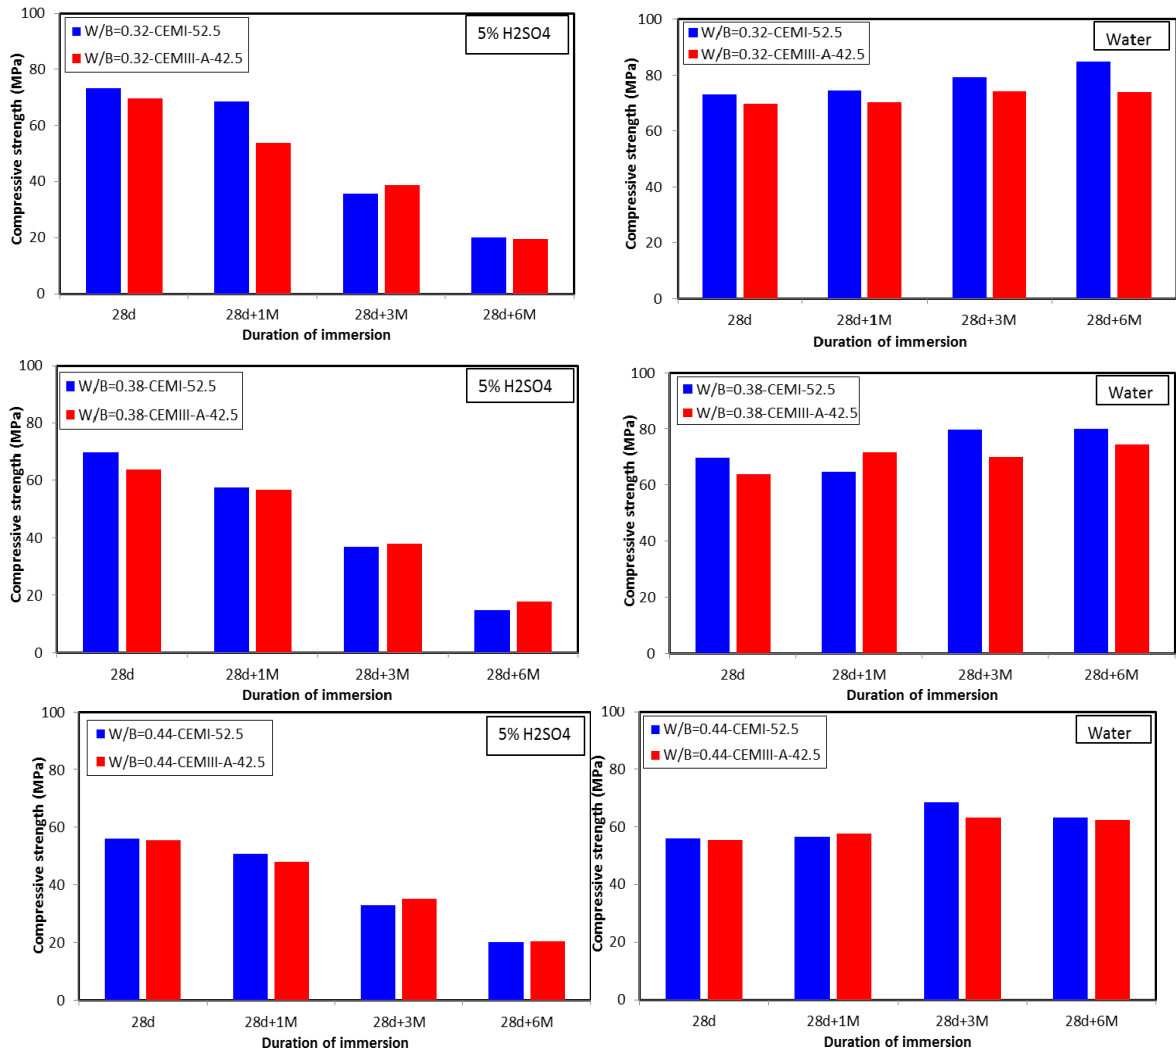 Compressive strength (MPa)
100
80
60
40
20
0
W/B=0.32-CEMI-52.5
W/B=0.32-CEMIII-A-42.5
5% H2SO4
28d
28d+1M
28d+3M
28d+6M
Duration of immersion
Compressive strength (MPa)
100
80
60
40
20
0
W/B=0.32-CEMI-52.5
W/B=0.32-CEMIII-A-42.5
Water
28d
28d+1M
28d+3M
28d+6M
Duration of immersion
Compressive strength (MPa)
100
80
60
40
20
0
W/B=0.38-CEMI-52.5
W/B=0.38-CEMIII-A-42.5
5% H2SO4
28d
28d+1M
28d+3M
28d+6M
Duration of immersion
Compressive strength (MPa)
100
80
60
40
20
0
W/B=0.38-CEMI-52.5
W/B=0.38-CEMIII-A-42.5
Water
28d
28d+1M
28d+3M
28d+6M
Duration of immersion
Compressive strength (MPa)
100
80
60
40
20
0
W/B=0.44-CEMI-52.5
W/B=0.44-CEMIII-A-42.5
5% H2SO4
28d
28d+1M
28d+3M
28d+6M
Duration of immersion
Compressive strength (MPa)
100
80
60
40
20
0
W/B=0.44-CEMI-52.5
W/B=0.44-CEMIII-A-42.5
Water
28d
28d+1M
28d+3M
28d+6M
Duration of immersion